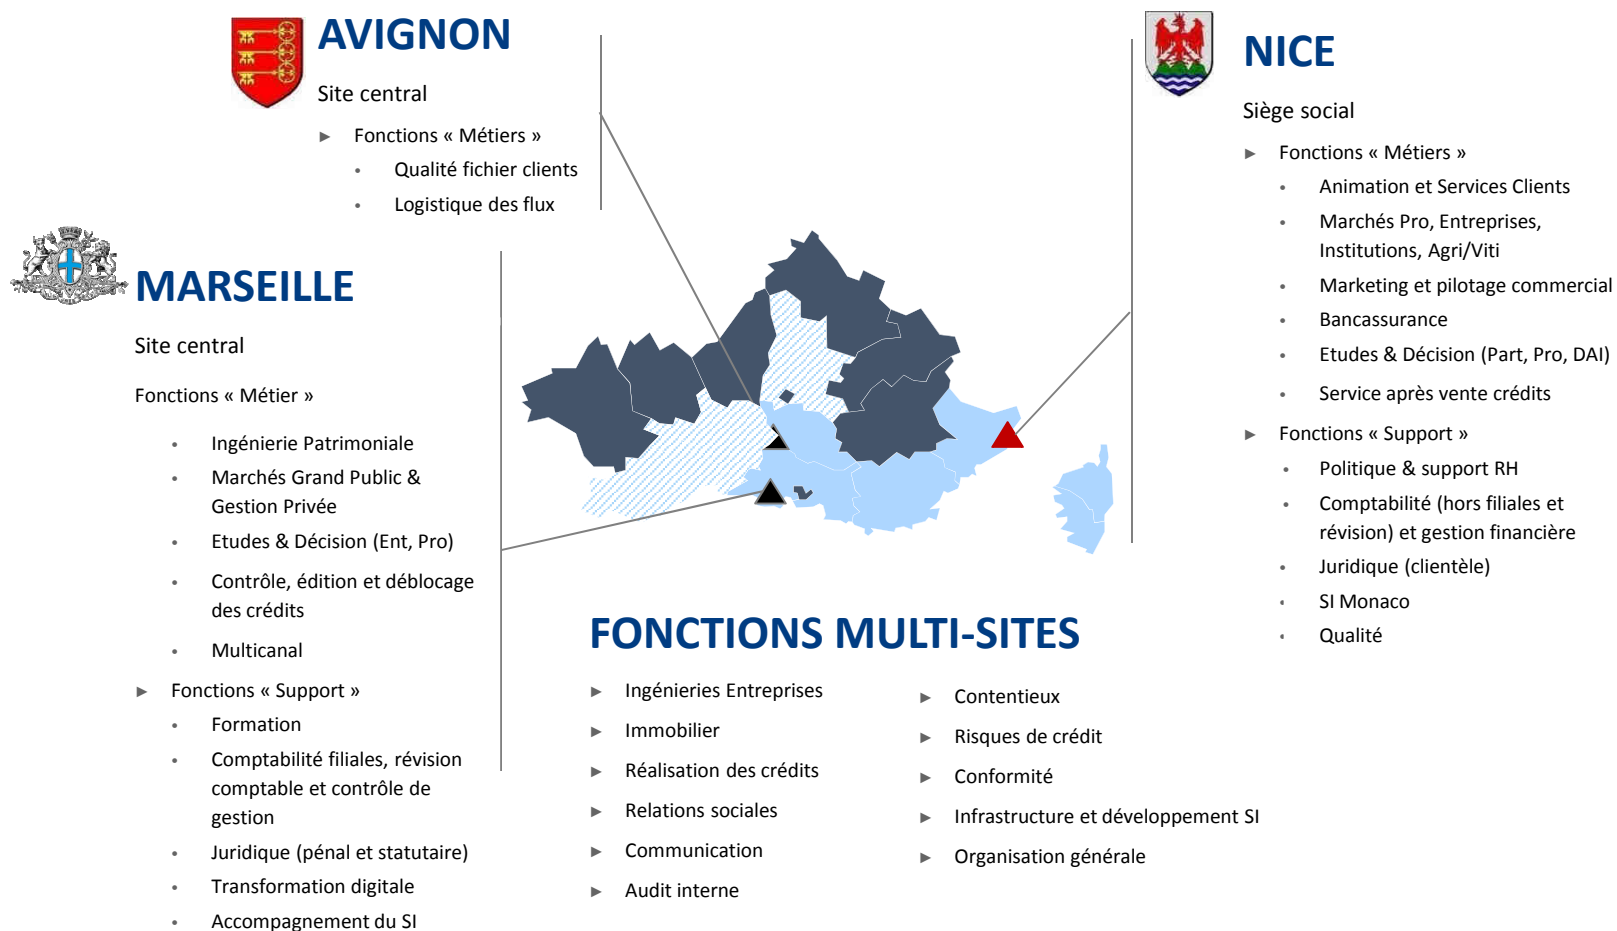 AVIGNON
Site central
► Fonctions « Métiers »
• Qualité fichier clients
• Logistique des flux
MARSEILLE
Site central
Fonctions « Métier »
• Ingénierie Patrimoniale
• Marchés Grand Public &
Gestion Privée
• Etudes & Décision (Ent, Pro)
• Contrôle, édition et déblocage
des crédits
• Multicanal
► Fonctions « Support »
• Formation
• Comptabilité filiales, révision
comptable et contrôle de
gestion
• Juridique (pénal et statutaire)
• Transformation digitale
• Accompagnement du SI
NICE
Siège social
► Fonctions « Métiers »
• Animation et Services Clients
• Marchés Pro, Entreprises,
Institutions, Agri/Viti
• Marketing et pilotage commercial
• Bancassurance
• Etudes & Décision (Part, Pro, DAI)
• Service après vente crédits
► Fonctions « Support »
• Politique & support RH
• Comptabilité (hors filiales et
révision) et gestion financière
• Juridique (clientèle)
• SI Monaco
• Qualité
FONCTIONS MULTI-SITES
► Ingénieries Entreprises
► Immobilier
► Réalisation des crédits
► Relations sociales
► Communication
► Audit interne
► Contentieux
► Risques de crédit
► Conformité
► Infrastructure et développement SI
► Organisation générale